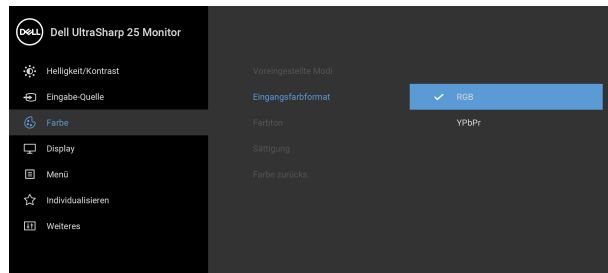 DELL Dell UltraSharp 25 Monitor
Helligkeit/Kontrast
Voreingestellte Modi
Eingabe-Quelle
Eingangsfarbformat
RGB
Farbe
Farbton
YPbPr
Display
Sättigung
Menü
Farbe zurücks.
Individualisieren
Weiteres